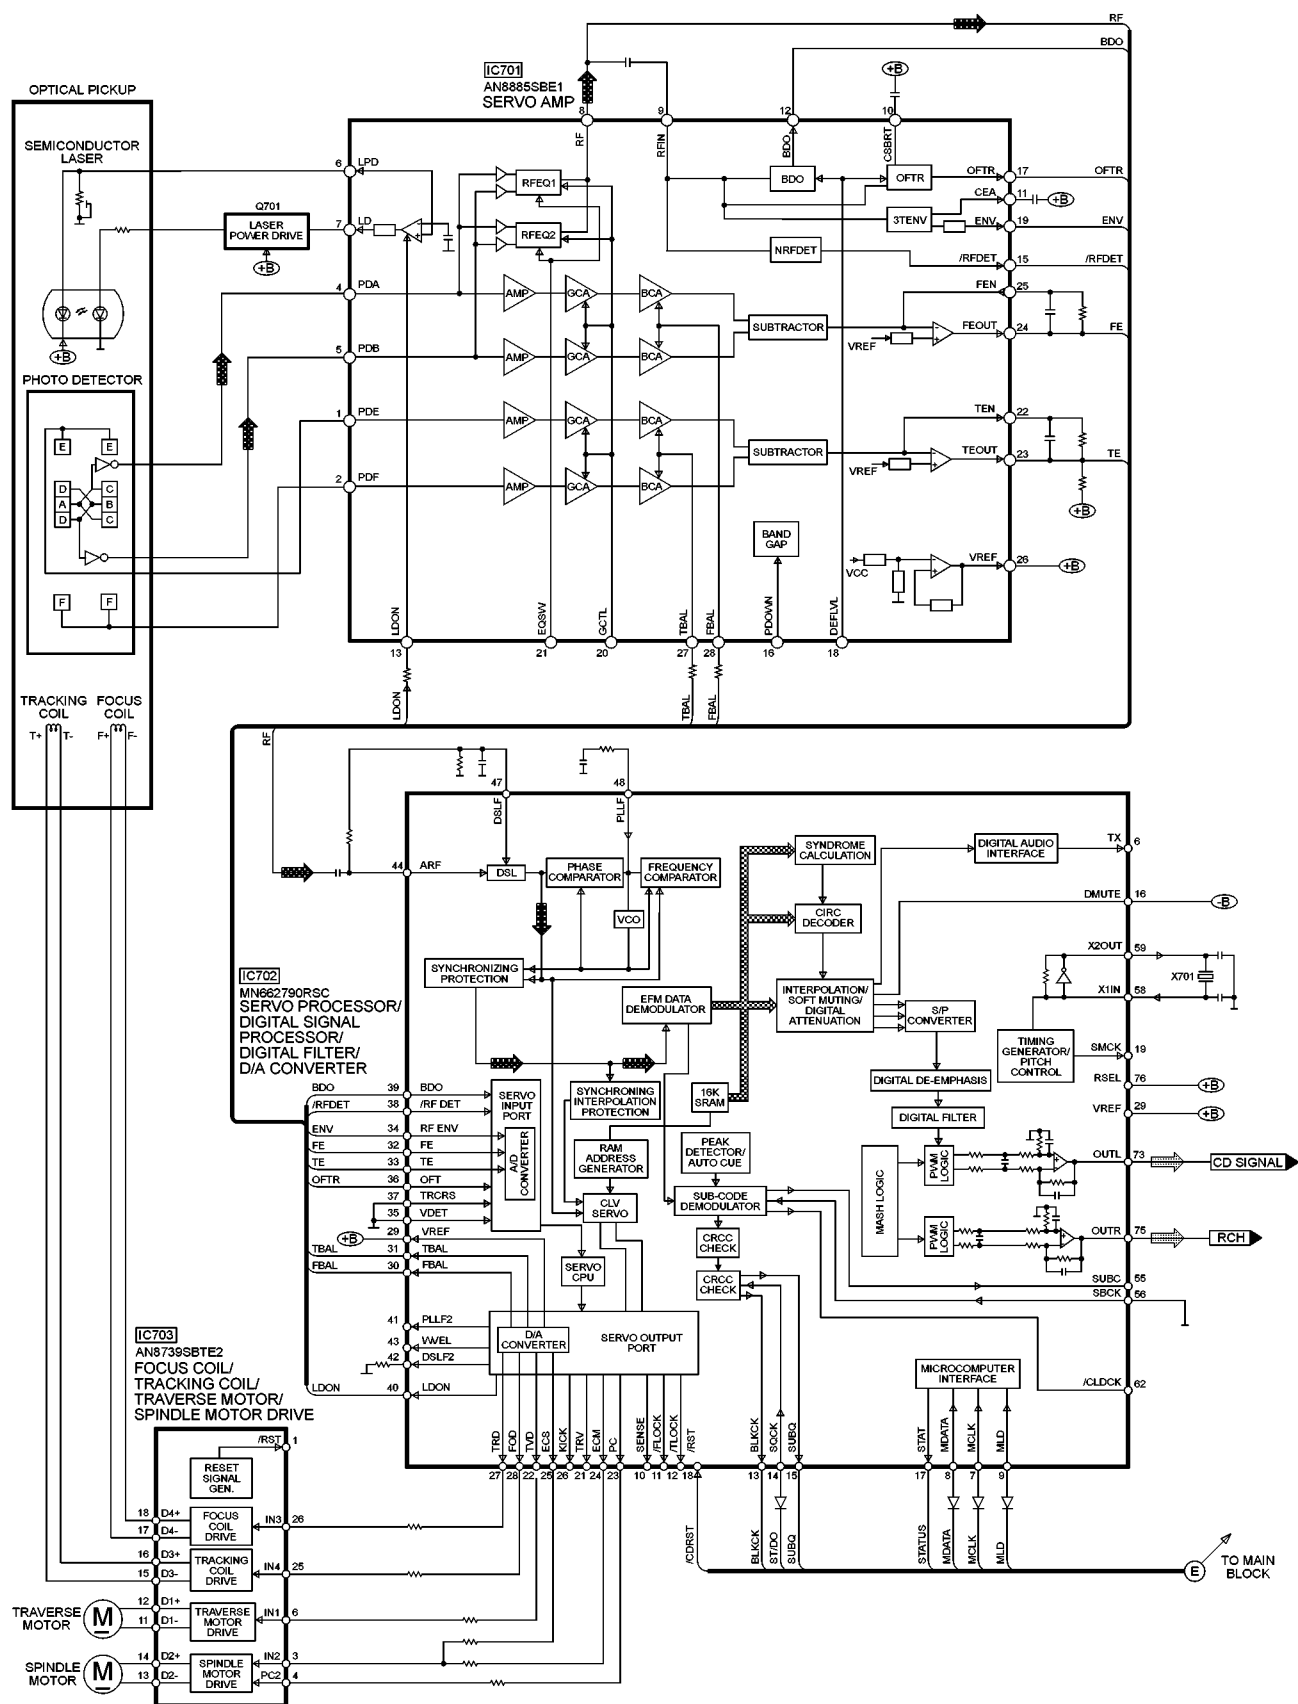 RF
BDO
IC701
AN8885SBE1
SERVO AMP
+B
8
9
12
10
RF
RFIN
BDO
CSBRT
OPTICAL PICKUP
SEMICONDUCTOR
LASER
6
LPD
RFEQ1
RFEQ2
BDO
OFTR
OFTR
17
OFTR
CEA
11
+B
3TENV
ENV
19
ENV
Q701
LASER
POWER DRIVE
+B
7
LD
NRFDET
/RFDET
15
/RFDET
4
PDA
AMP
GCA
BCA
FEN
25
SUBTRACTOR
VREF
FEOUT
24
FE
+B
5
PDB
AMP
GCA
BCA
PHOTO DETECTOR
E
E
D
C
A
B
D
C
F
F
1
PDE
AMP
GCA
BCA
TEN
22
SUBTRACTOR
VREF
TEOUT
23
TE
+B
2
PDF
AMP
GCA
BCA
BAND
GAP
VCC
VREF
26
+B
LDON
EQSW
GCTL
TBAL
FBAL
PDOWN
DEFLVL
13
21
20
27
28
16
18
LDON
TBAL
FBAL
TRACKING
COIL
FOCUS
COIL
T+
T-
F+
F-
RF
47
48
DSLF
PLLF
44
ARF
DSL
PHASE
COMPARATOR
FREQUENCY
COMPARATOR
VCO
SYNDROME
CALCULATION
DIGITAL AUDIO
INTERFACE
TX
6
DMUTE
16
-B
CIRC
DECODER
X2OUT
59
X701
X1IN
58
SYNCHRONIZING
PROTECTION
IC702
MN662790RSC
SERVO PROCESSOR/
DIGITAL SIGNAL
PROCESSOR/
DIGITAL FILTER/
D/A CONVERTER
EFM DATA
DEMODULATOR
INTERPOLATION/
SOFT MUTING/
DIGITAL
ATTENUATION
S/P
CONVERTER
TIMING
GENERATOR/
PITCH
CONTROL
SMCK
19
RSEL
76
+B
VREF
29
+B
DIGITAL DE-EMPHASIS
DIGITAL FILTER
BDO
39
BDO
/RFDET
38
/RF DET
ENV
34
RF ENV
FE
32
FE
TE
33
TE
OFTR
36
OFT
37
TRCRS
35
VDET
+B
29
VREF
TBAL
31
TBAL
FBAL
30
FBAL
SERVO
INPUT
PORT
A/D
CONVERTER
SYNCHRONING
INTERPOLATION
PROTECTION
16K
SRAM
RAM
ADDRESS
GENERATOR
CLV
SERVO
PEAK
DETECTOR/
AUTO CUE
SUB-CODE
DEMODULATOR
CRCC
CHECK
CRCC
CHECK
SERVO
CPU
MASH LOGIC
PWM
LOGIC
PWM
LOGIC
OUTL
73
CD SIGNAL
OUTR
75
RCH
SUBC
55
SBCK
56
41
PLLF2
43
VWEL
42
DSLF2
LDON
40
LDON
D/A
CONVERTER
SERVO OUTPUT
PORT
MICROCOMPUTER
INTERFACE
/CLDCK
62
IC703
AN8739SBTE2
FOCUS COIL/
TRACKING COIL/
TRAVERSE MOTOR/
SPINDLE MOTOR DRIVE
TRD
FOD
TVD
ECS
KICK
TRV
ECM
PC
SENSE
/FLOCK
/TLOCK
/RST
BLKCK
SQCK
SUBQ
STAT
MDATA
MCLK
MLD
27
28
22
25
26
21
24
23
10
11
12
18
13
14
15
17
8
7
9
/CDRST
BLKCK
ST/DO
SUBQ
STATUS
MDATA
MCLK
MLD
E
TO MAIN
BLOCK
/RST
1
RESET
SIGNAL
GEN.
18
D4+
17
D4-
FOCUS
COIL
DRIVE
IN3
26
16
D3+
15
D3-
TRACKING
COIL
DRIVE
IN4
25
TRAVERSE
MOTOR
M
12
D1+
11
D1-
TRAVERSE
MOTOR
DRIVE
IN1
6
SPINDLE
MOTOR
M
14
D2+
13
D2-
SPINDLE
MOTOR
DRIVE
IN2
3
PC2
4